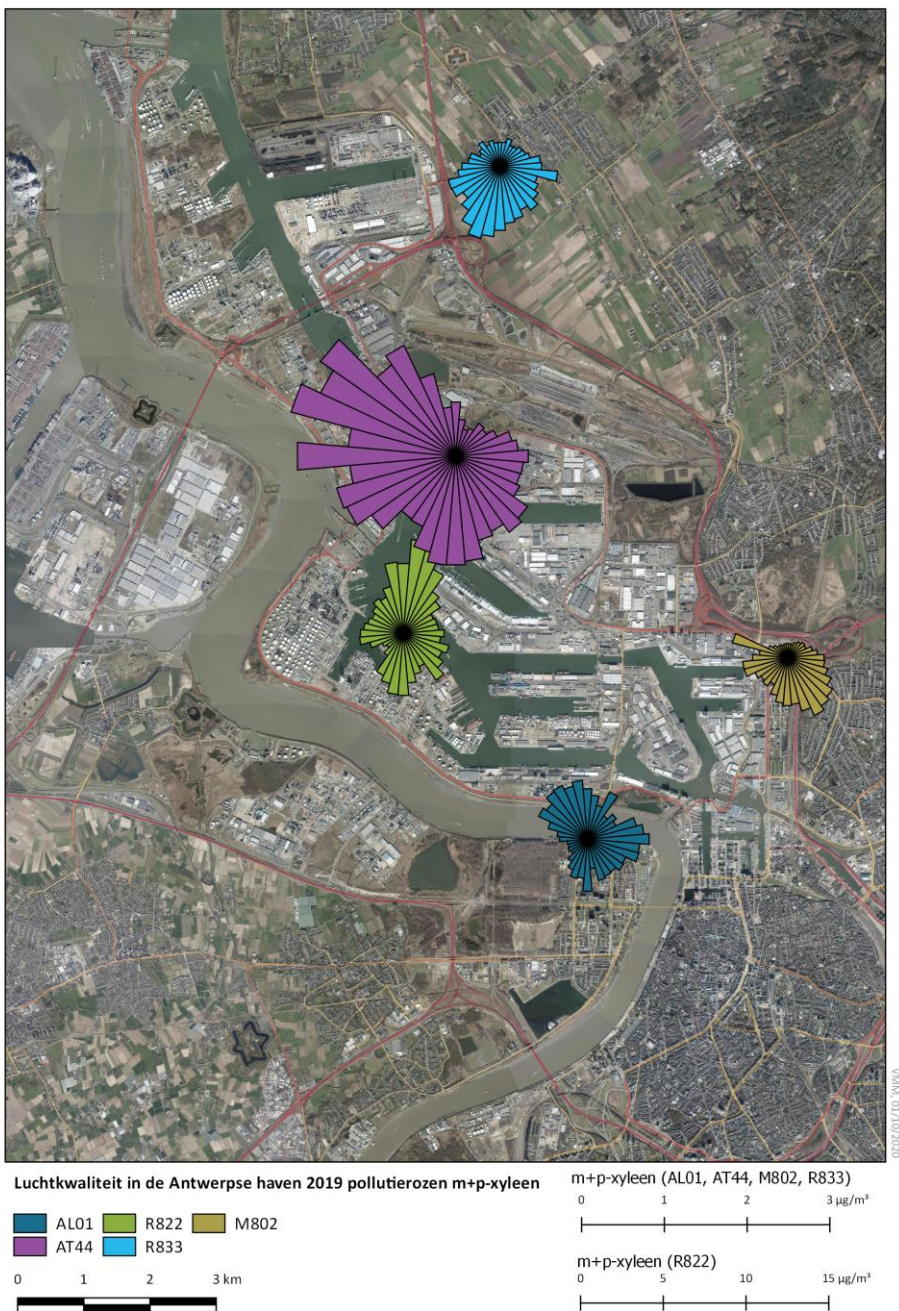 VMM, 01/10/2020
Luchtkwaliteit in de Antwerpse haven 2019 pollutierozen m+p-xyleen
AL01
R822
M802
AT44
R833
0 1 2 3 km
m+p-xyleen (AL01, AT44, M802, R833)
0 1 2 3 µg/m³
m+p-xyleen (R822)
0 5 10 15 µg/m³